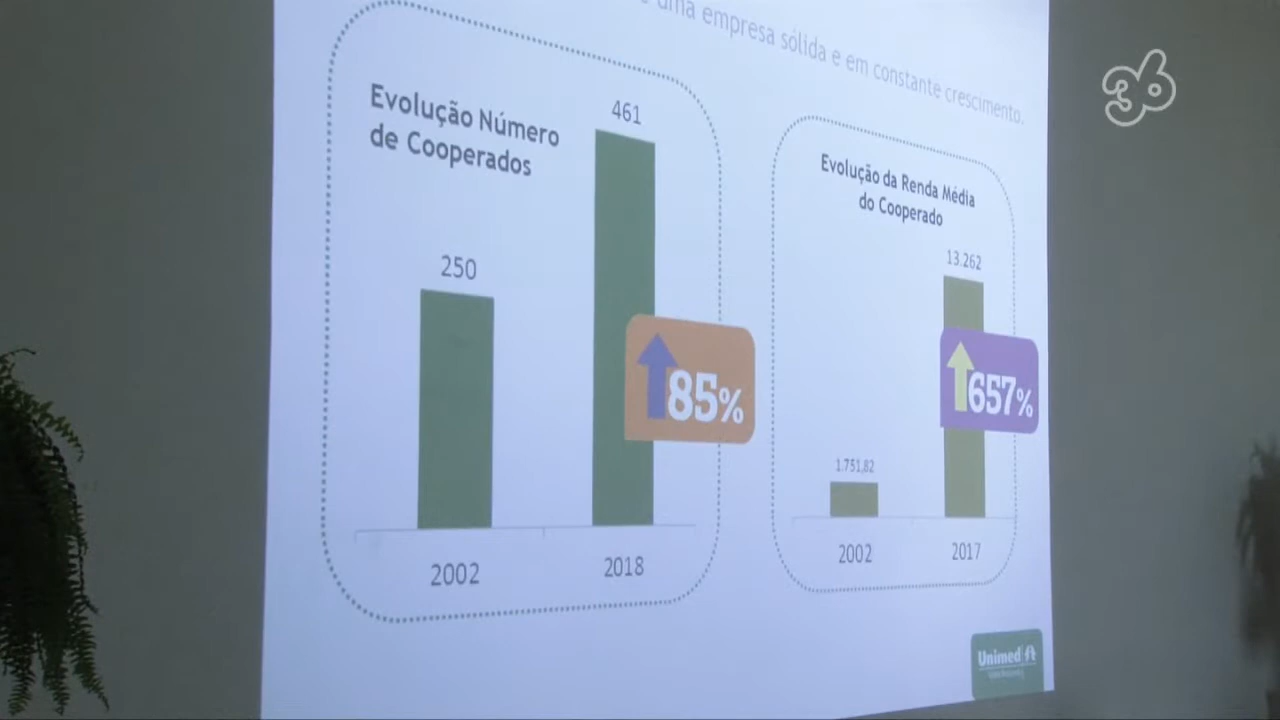 uma empresa sólida e em constante crescimento.
36
Evolução Número
de Cooperados
461
250
85%
2002
2018
Evolução da Renda Média
do Cooperado
13.262
657%
1.751,82
2002
2017
Unimed